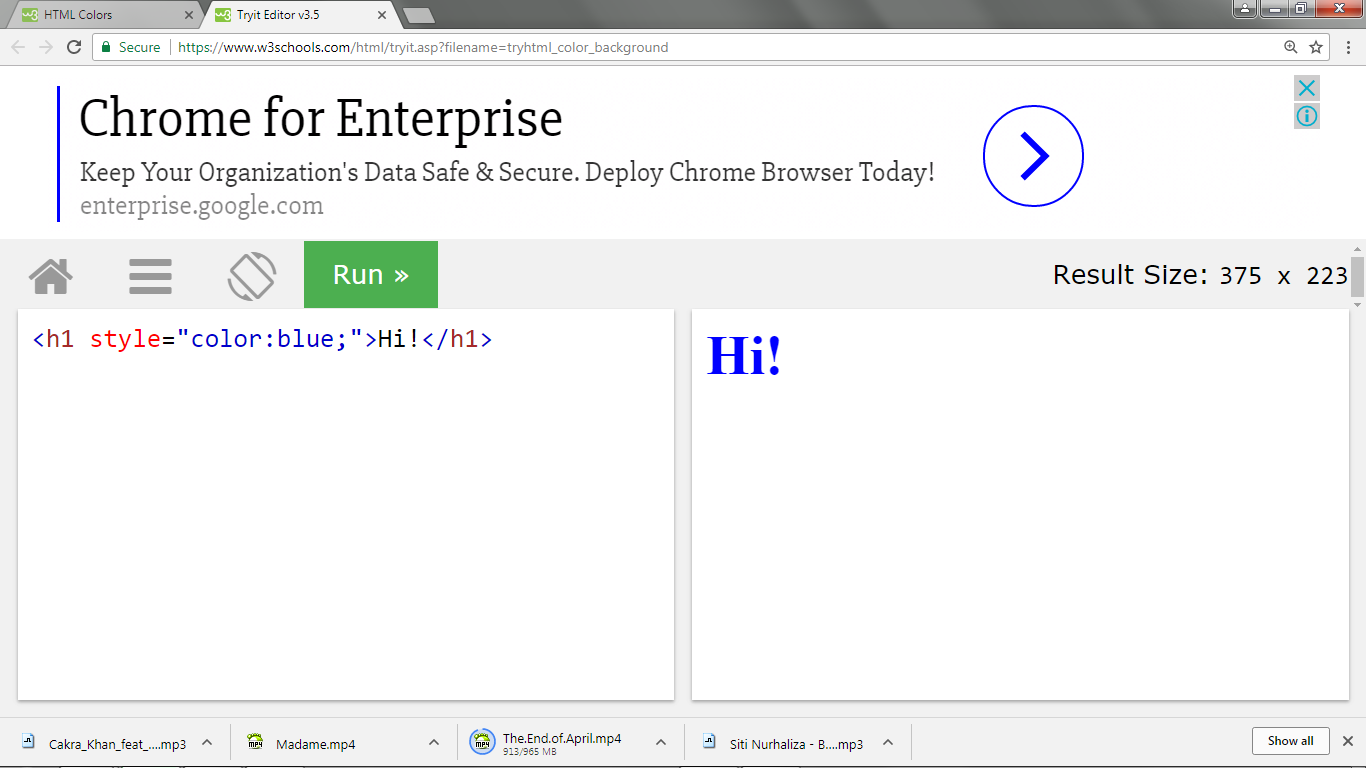 HTML Colors
Tryit Editor v3.5
Secure https://www.w3schools.com/html/tryit.asp?filename=tryhtml_color_background
Chrome for Enterprise
Keep Your Organization's Data Safe & Secure. Deploy Chrome Browser Today!
enterprise.google.com
Run »
Result Size: 375 x 223
<h1 style="color:blue;">Hi!</h1>
Hi!
Cakra_Khan_feat_....mp3
Madame.mp4
The.End.of.April.mp4
913/965 MB
Siti Nurhaliza - B....mp3
Show all